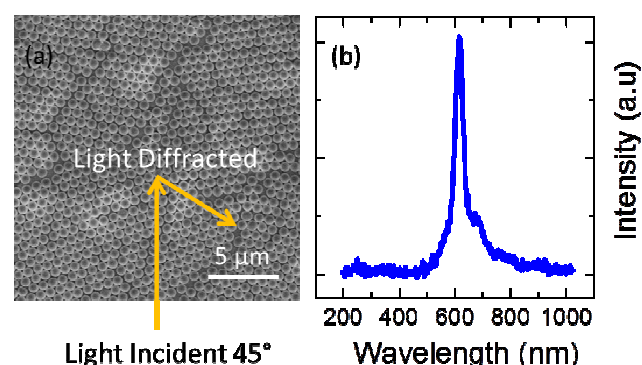 (a)
Light Diffracted
5 µm
Light Incident 45°
(b)
Intensity (a.u)
200 400 600 800 1000
Wavelength (nm)